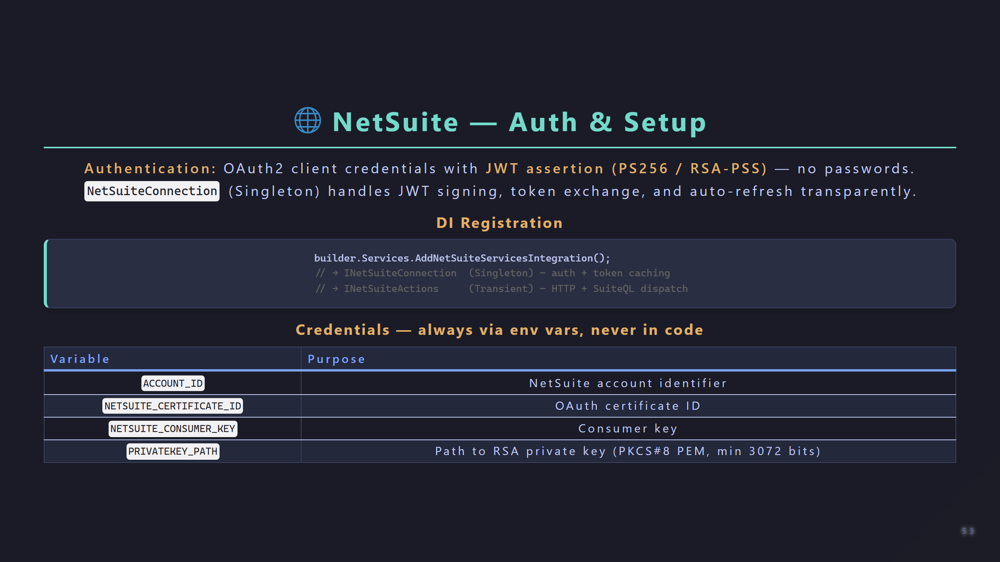 🌐 NetSuite — Auth & Setup
Authentication: OAuth2 client credentials with JWT assertion (PS256 / RSA-PSS) — no passwords.
NetSuiteConnection (Singleton) handles JWT signing, token exchange, and auto-refresh transparently.
DI Registration
builder.Services.AddNetSuiteServicesIntegration();
// → INetSuiteConnection  (Singleton) — auth + token caching
// → INetSuiteActions     (Transient) — HTTP + SuiteQL dispatch
Credentials — always via env vars, never in code
Variable Purpose
ACCOUNT_ID NetSuite account identifier
NETSUITE_CERTIFICATE_ID OAuth certificate ID
NETSUITE_CONSUMER_KEY Consumer key
PRIVATEKEY_PATH Path to RSA private key (PKCS#8 PEM, min 3072 bits)
53